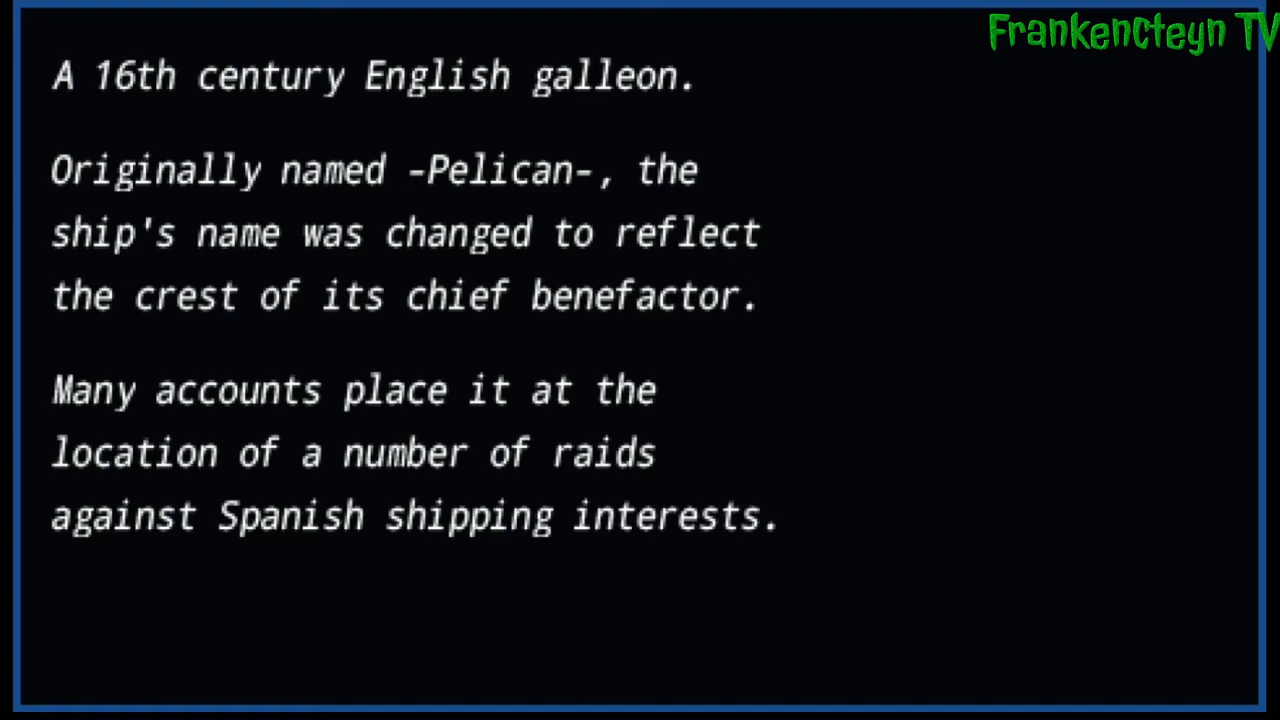 FrankenCteyn TV
A 16th century English galleon.
Originally named -Pelican-, the
ship's name was changed to reflect
the crest of its chief benefactor.
Many accounts place it at the
location of a number of raids
against Spanish shipping interests.